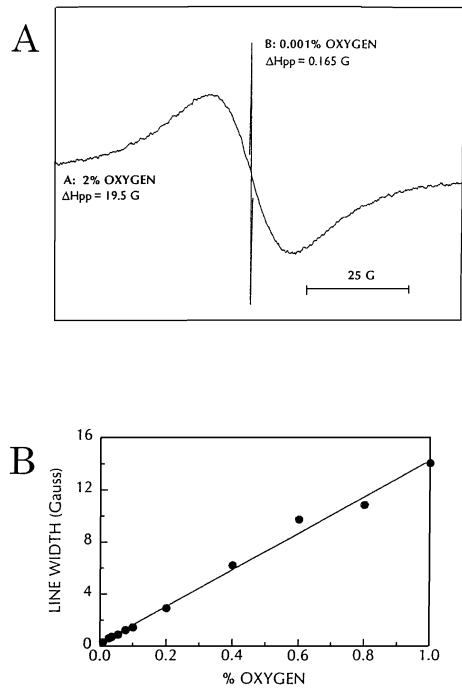 A
B: 0.001% OXYGEN
ΔHpp = 0.165 G
A: 2% OXYGEN
ΔHpp = 19.5 G
25 G
B
16
12
8
4
0
LINE WIDTH (Gauss)
0.0 0.2 0.4 0.6 0.8 1.0
% OXYGEN